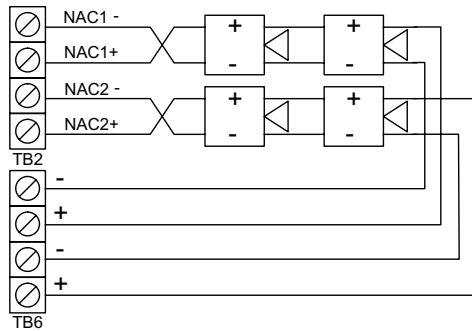 NAC1 -
+ +
NAC1+
- -
NAC2 -
+ +
NAC2+
- -
TB2
-
+
-
+
TB6